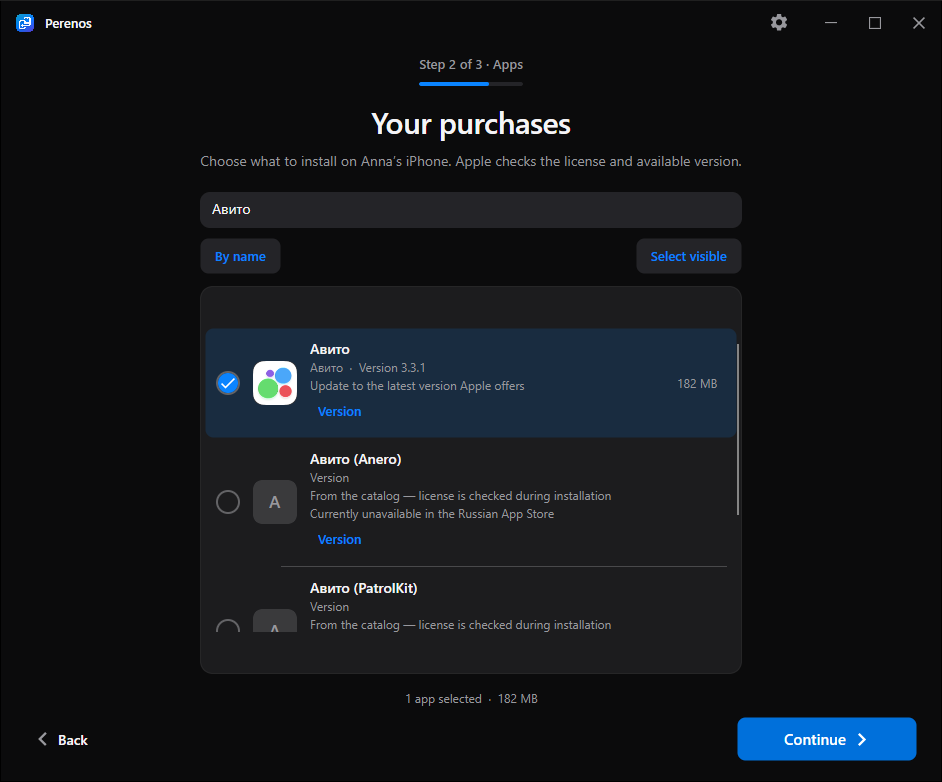 Perenos
Step 2 of 3 · Apps
Your purchases
Choose what to install on Anna's iPhone. Apple checks the license and available version.
Авито
By name
Select visible
Авито
Авито · Version 3.3.1
Update to the latest version Apple offers
182 MB
Version
Авито (Anero)
Version
A
From the catalog — license is checked during installation
Currently unavailable in the Russian App Store
Version
Авито (PatrolKit)
Version
A
From the catalog — license is checked during installation
1 app selected · 182 MB
Back
Continue